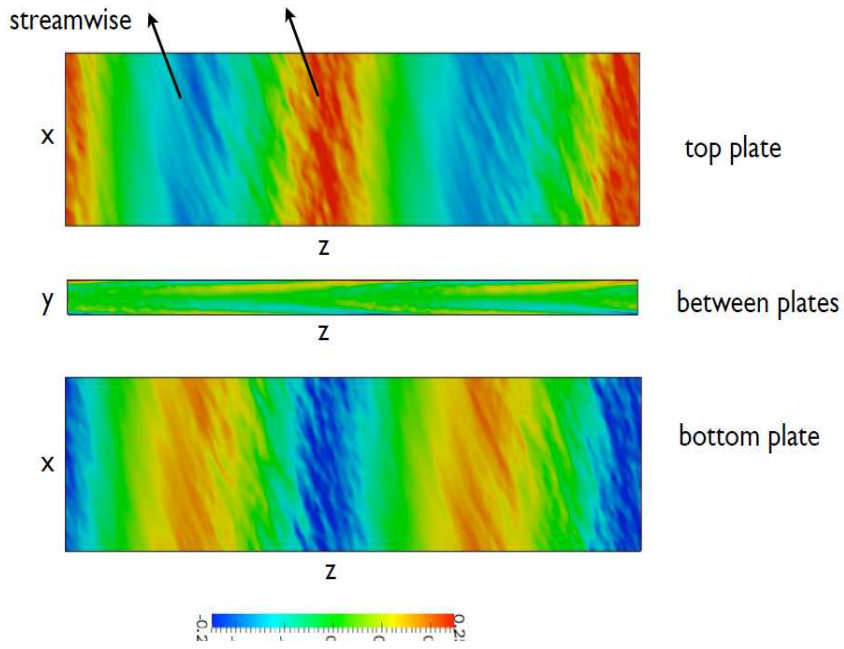 streamwise
x
top plate
z
y
between plates
z
x
bottom plate
z